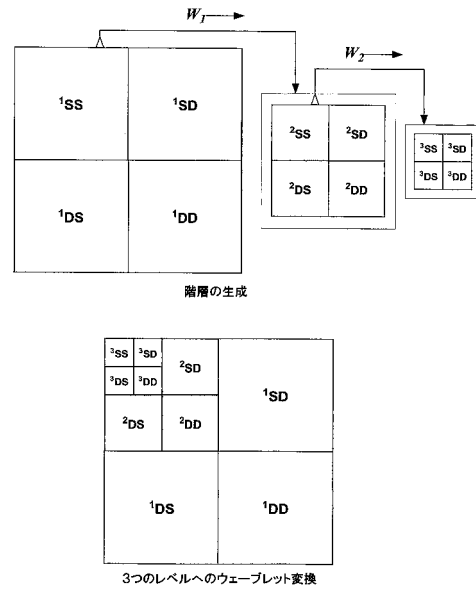 W₁
W₂
¹SS ¹SD
¹DS ¹DD
²SS ²SD
²DS ²DD
³SS ³SD
³DS ³DD
階層の生成
³SS ³SD
³DS ³DD
²SD
²DS ²DD
¹SD
¹DS ¹DD
3つのレベルへのウェーブレット変換